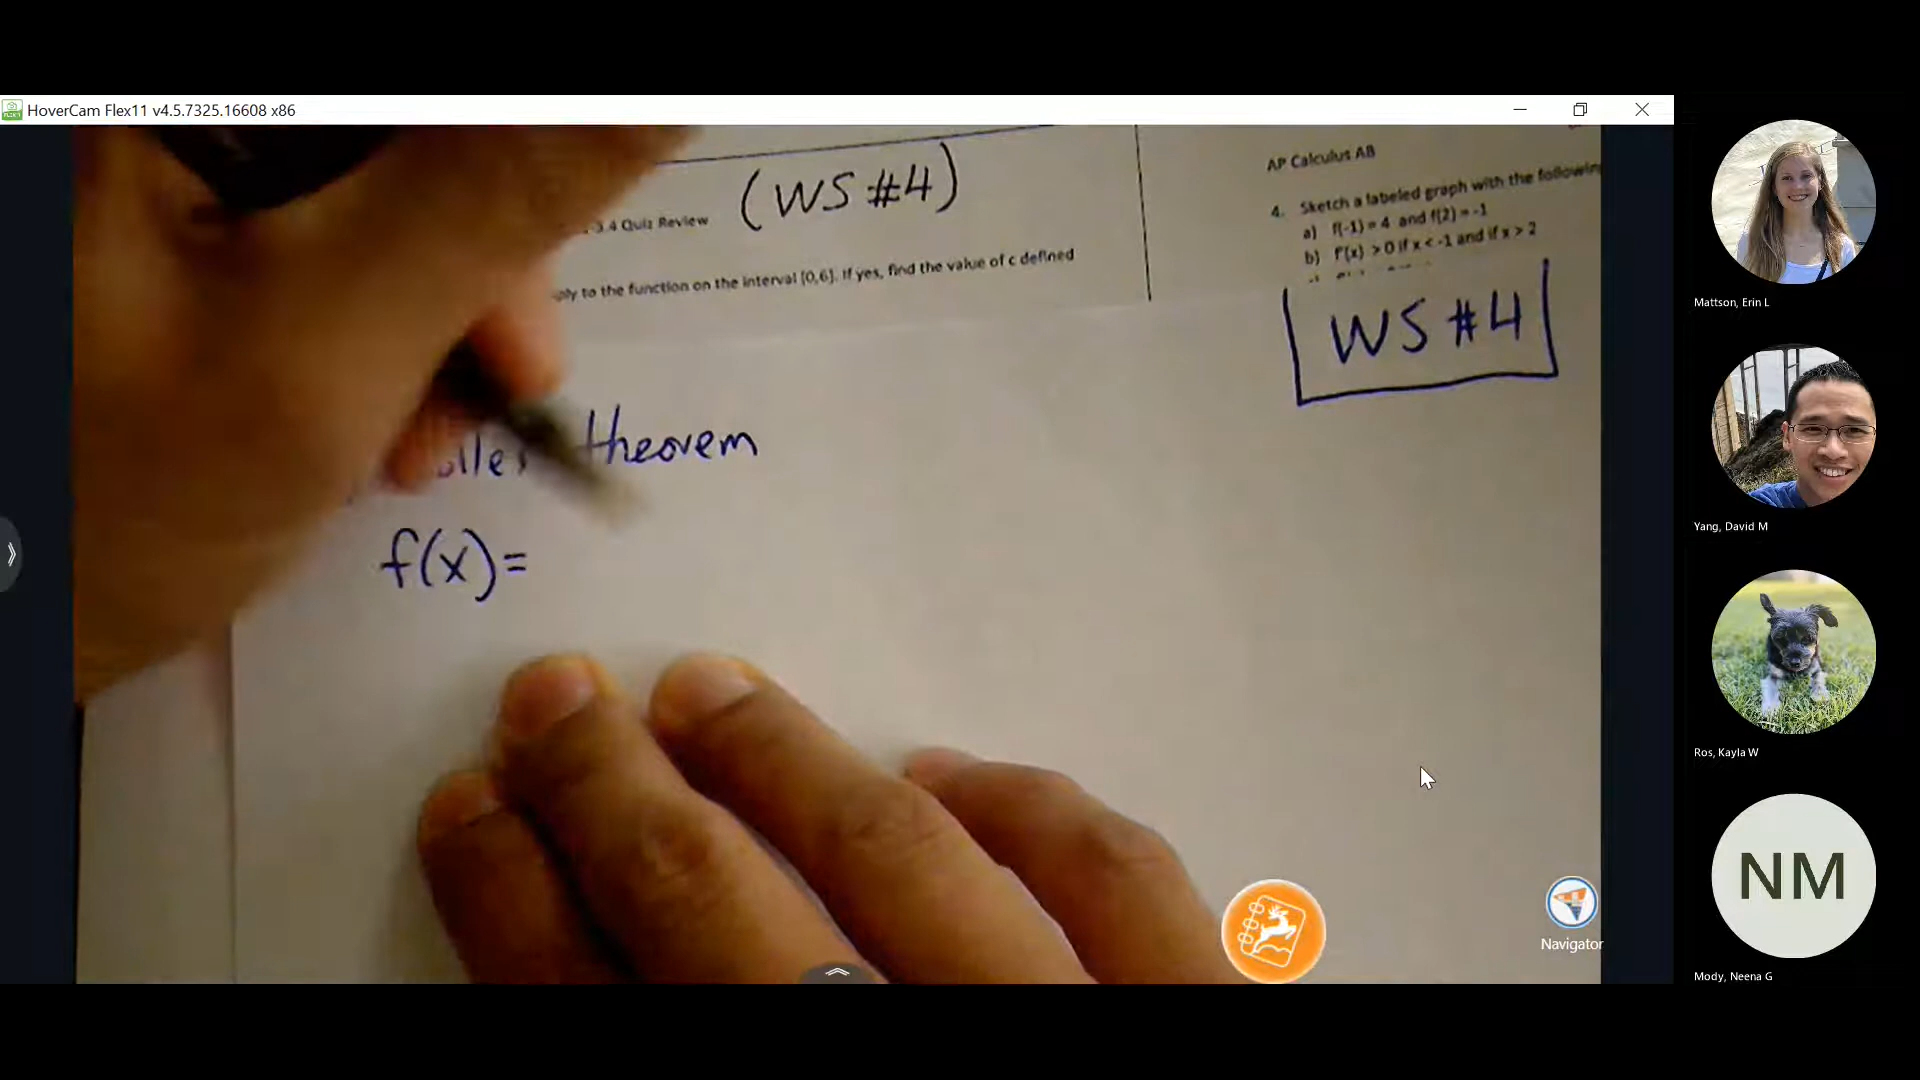 HoverCam Flex11 v4.5.7325.16608 x86
3.4 Quiz Review (WS #4)
to the function on the interval [0,6]. If yes, find the value of c defined
AP Calculus AB
4. Sketch a labeled graph with the following
a) f(-1) = 4 and f(2) = -1
b) f'(x) > 0 if x < -1 and if x > 2
WS #4
theorem
f(x)=
Navigator
Mattson, Erin L
Yang, David M
Ros, Kayla W
NM
Mody, Neena G